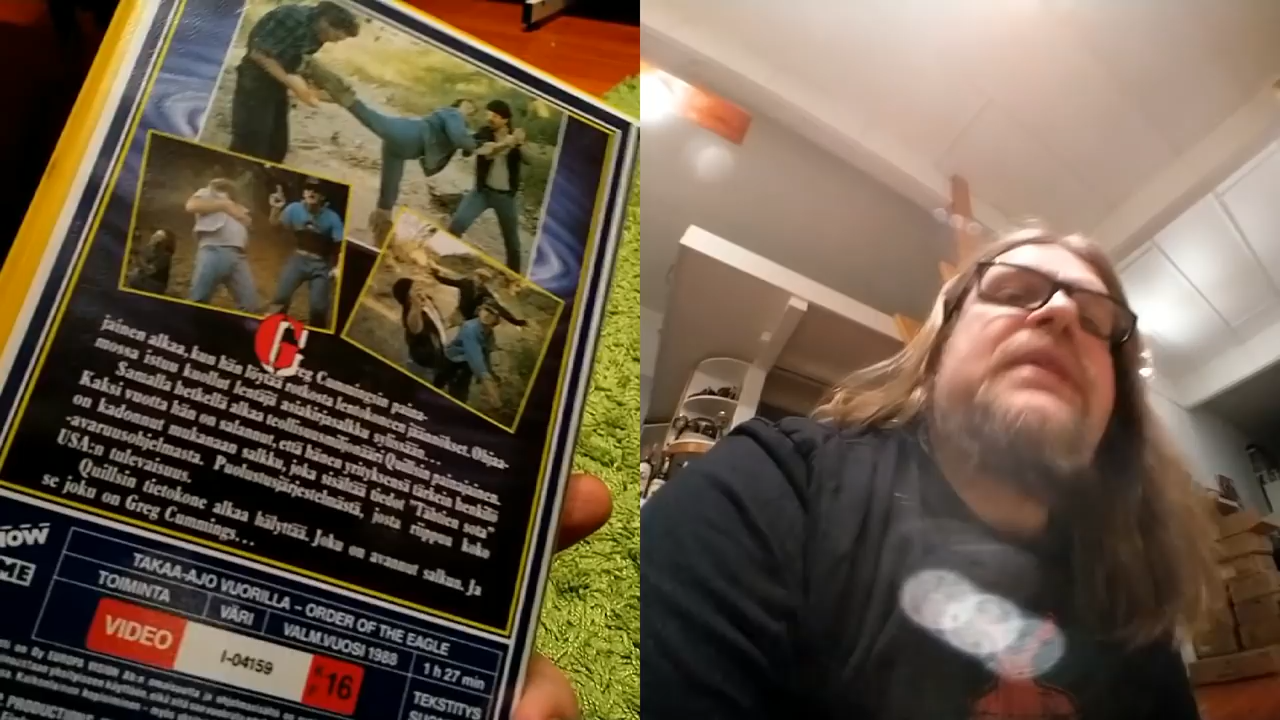 Greg Cummingsin paina-
jainen alkaa, kun hän löytää rotkosta lentokoneen jäännökset. Ohjaa-
mossa istuu kuollut lentäjä asiakirjasalkku sylissään...
Samalla hetkellä alkaa teollisuusmiljonääri Quillsin painajainen.
Kaksi vuotta hän on salannut, että hänen yrityksensä tärkein henkilö
on kadonnut mukanaan salkku, joka sisältää tiedot "Tähtien sota"
-avaruusohjelmasta. Puolustusjärjestelmästä, josta riippuu koko
USA:n tulevaisuus.
Quillsin tietokone alkaa hälyttää. Joku on avannut salkun. Ja
se joku on Greg Cummings...
TAKAA-AJO VUORILLA – ORDER OF THE EAGLE
TOIMINTA VÄRI VALM.VUOSI 1988 1 h 27 min
VIDEO I-04159 K 16
TEKSTITYS